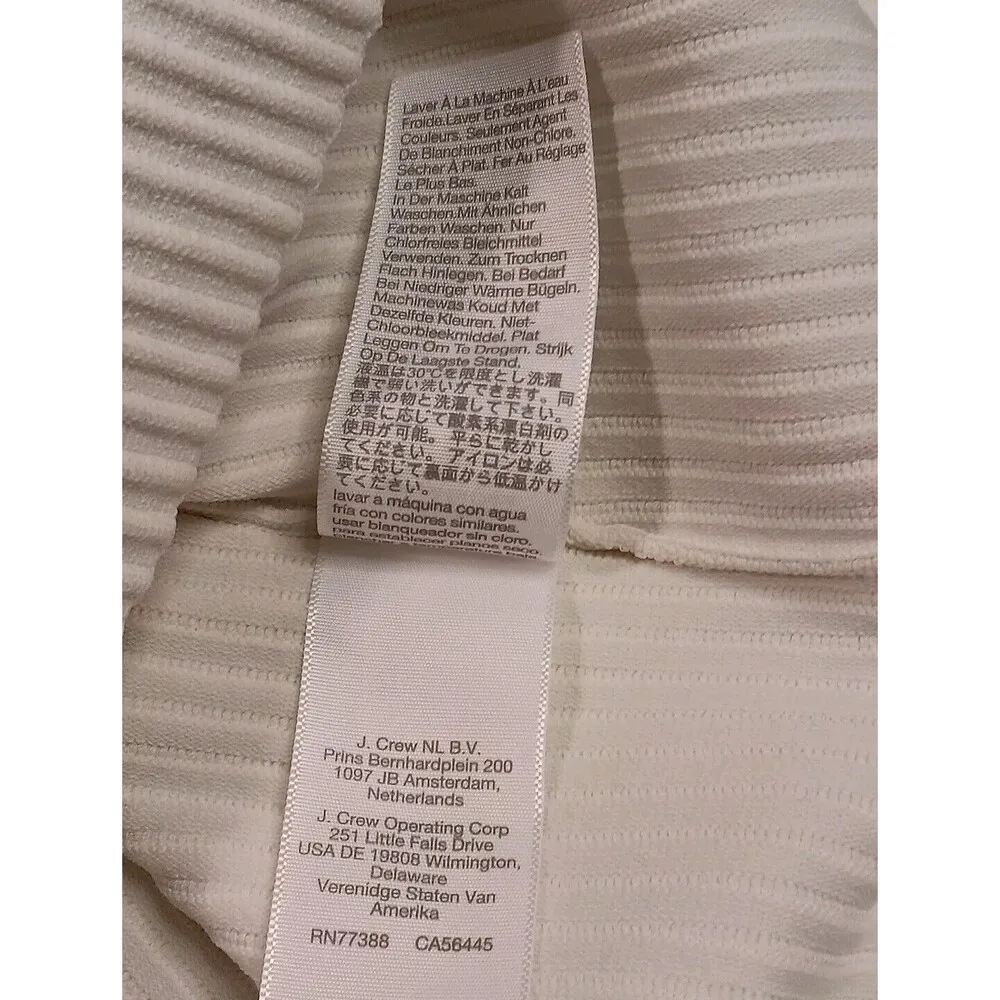 Laver À La Machine À L'eau
Froide.Laver En Séparant Les
Couleurs. Seulement Agent
De Blanchiment Non-Chlore.
Sécher À Plat. Fer Au Réglage
Le Plus Bas.
In Der Maschine Kalt
Waschen.Mit Ähnlichen
Farben Waschen. Nur
Chlorfreies Bleichmittel
Verwenden. Zum Trocknen
Flach Hinlegen. Bei Bedarf
Bei Niedriger Wärme Bügeln.
Machinewas Koud Met
Dezelfde Kleuren. Niet-
Chloorbleekmiddel. Plat
Leggen Om Te Drogen. Strijk
Op De Laagste Stand.
液温は30℃を限度とし洗濯
機で弱い洗いができます。同
色系の物と洗濯して下さい。
必要に応じて酸素系漂白剤の
使用が可能。平らに乾かし
てください。アイロンは必
要に応じて裏面から低温かけ
てください。
lavar a máquina con agua
fría con colores similares.
usar blanqueador sin cloro.
para establecer planos seco.
J. Crew NL B.V.
Prins Bernhardplein 200
1097 JB Amsterdam,
Netherlands
J. Crew Operating Corp
251 Little Falls Drive
USA DE 19808 Wilmington,
Delaware
Verenidge Staten Van
Amerika
RN77388 CA56445